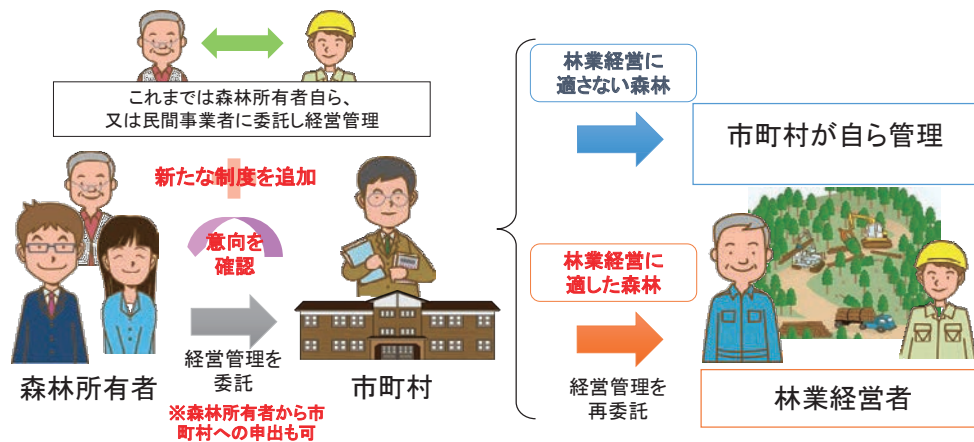 これまでは森林所有者自ら、
又は民間事業者に委託し経営管理
新たな制度を追加
意向を
確認
経営管理を
委託
森林所有者
市町村
※森林所有者から市
町村への申出も可
林業経営に
適さない森林
市町村が自ら管理
林業経営に
適した森林
経営管理を
再委託
林業経営者